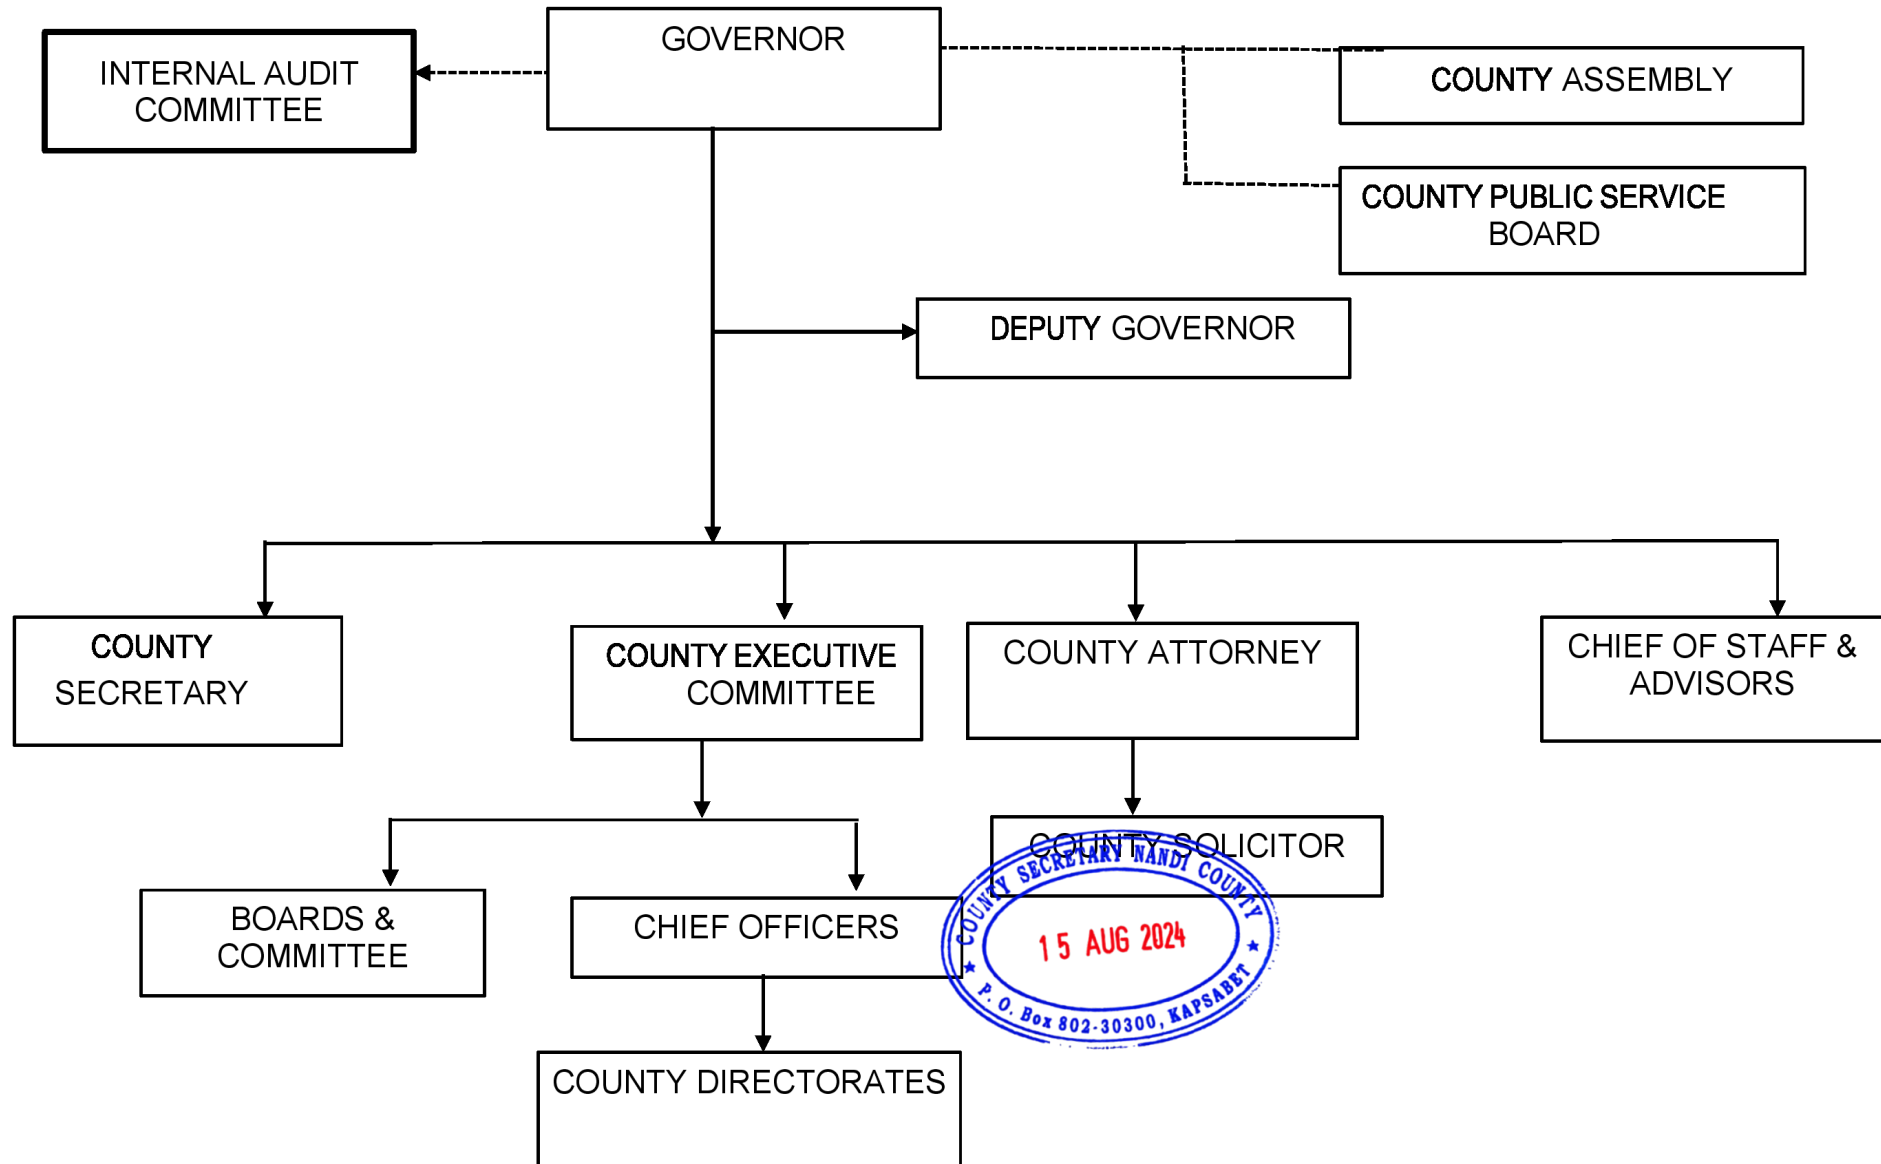 GOVERNOR
INTERNAL AUDIT
COMMITTEE
COUNTY ASSEMBLY
COUNTY PUBLIC SERVICE
BOARD
DEPUTY GOVERNOR
COUNTY
SECRETARY
COUNTY EXECUTIVE
COMMITTEE
COUNTY ATTORNEY
CHIEF OF STAFF &
ADVISORS
COUNTY SOLICITOR
BOARDS &
COMMITTEE
CHIEF OFFICERS
COUNTY SECRETARY NANDI COUNTY
15 AUG 2024
P. O. Box 802-30300, KAPSABET
COUNTY DIRECTORATES